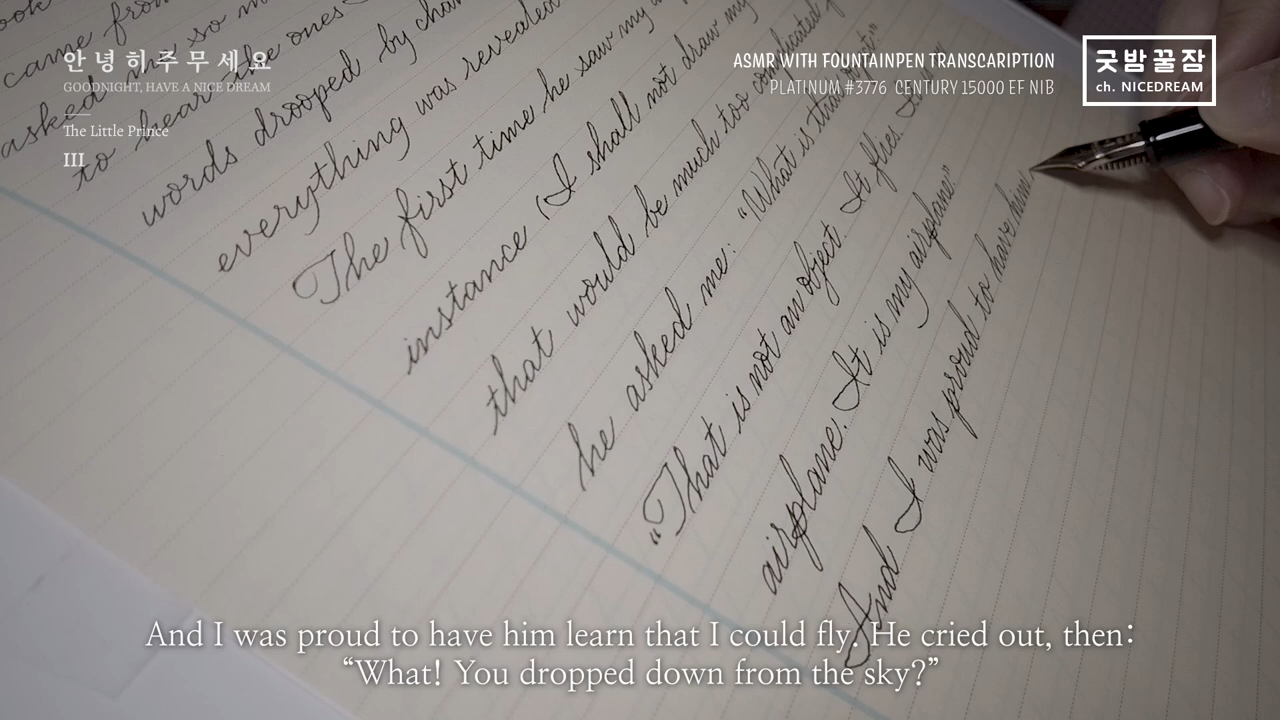 안녕히주무세요
GOODNIGHT, HAVE A NICE DREAM
The Little Prince
III
ASMR WITH FOUNTAINPEN TRANSCARIPTION
PLATINUM #3776 CENTURY 15000 EF NIB
굿밤꿀잠
ch. NICEDREAM
came from
asked me so m
to hear the ones
words dropped by chan
everything was revealed
The first time he saw my
instance (I shall not draw my
that would be much too complicated f
he asked me: “What is that
“That is not an object. It flies. It is
airplane. It is my airplane.”
And I was proud to have him
And I was proud to have him learn that I could fly. He cried out, then:
“What! You dropped down from the sky?”